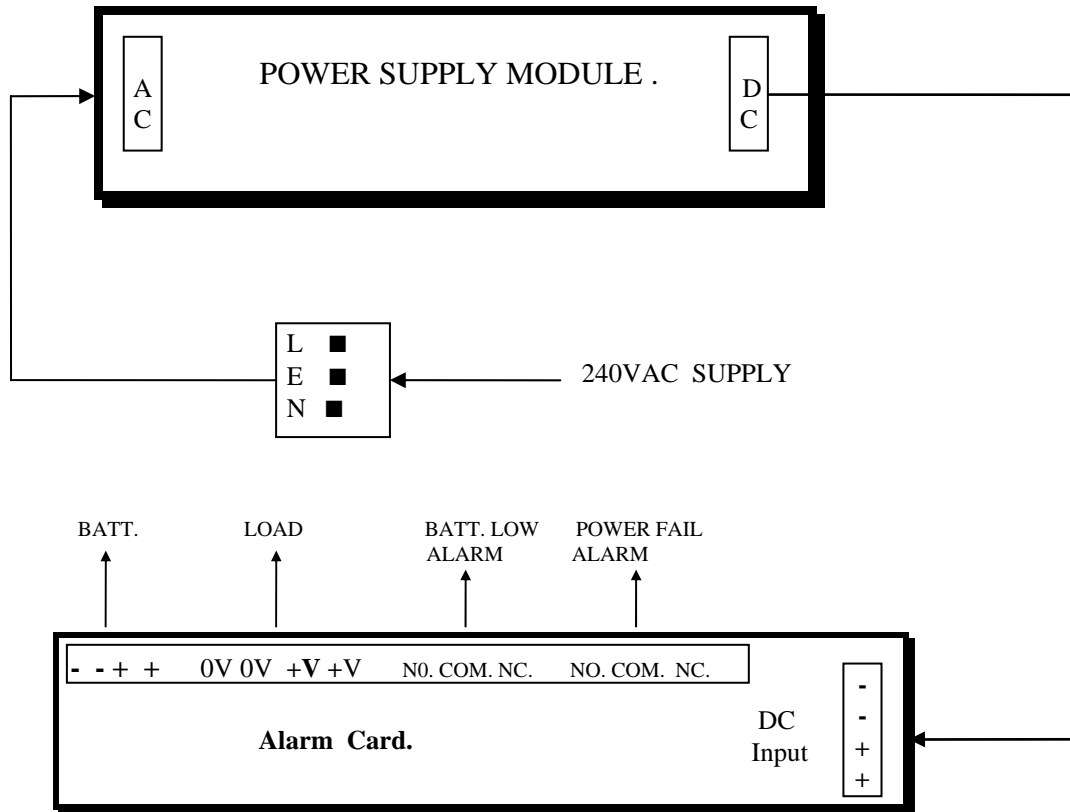 POWER SUPPLY MODULE .
A
C
D
C
L
E
N
240VAC SUPPLY
BATT.
LOAD
BATT. LOW
ALARM
POWER FAIL
ALARM
- - + + 0V 0V +V +V N0. COM. NC. NO. COM. NC.
Alarm Card.
DC
Input
-
-
+
+